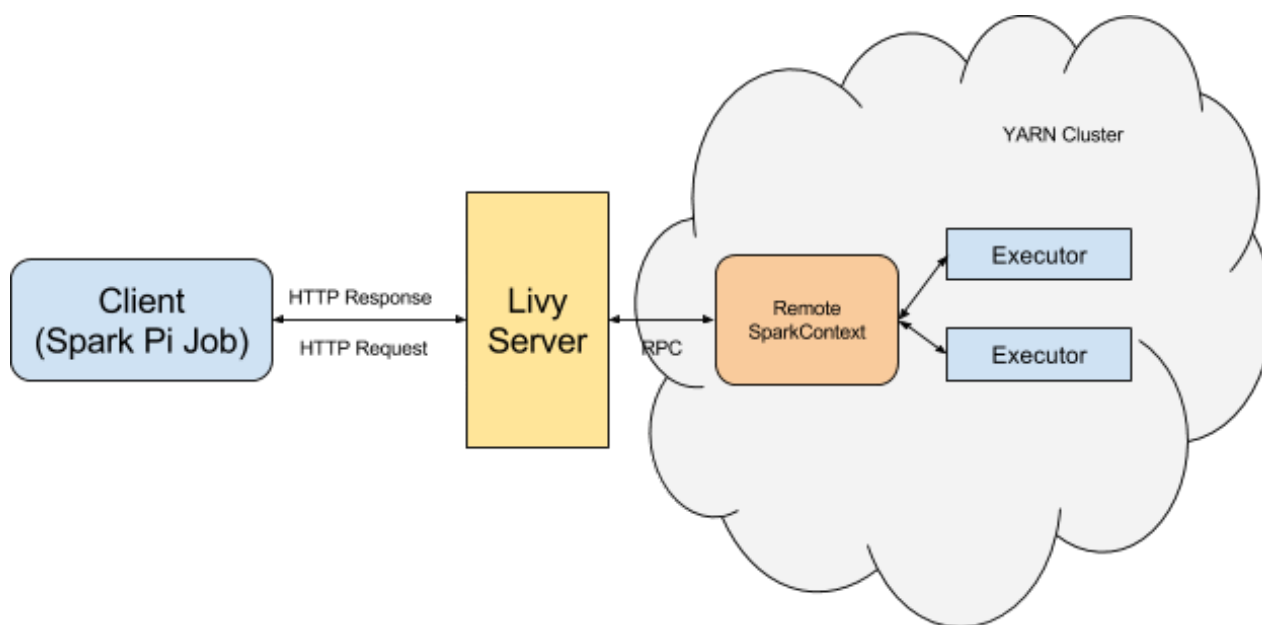 YARN Cluster
Client
(Spark Pi Job)
HTTP Response
HTTP Request
Livy
Server
RPC
Remote
SparkContext
Executor
Executor